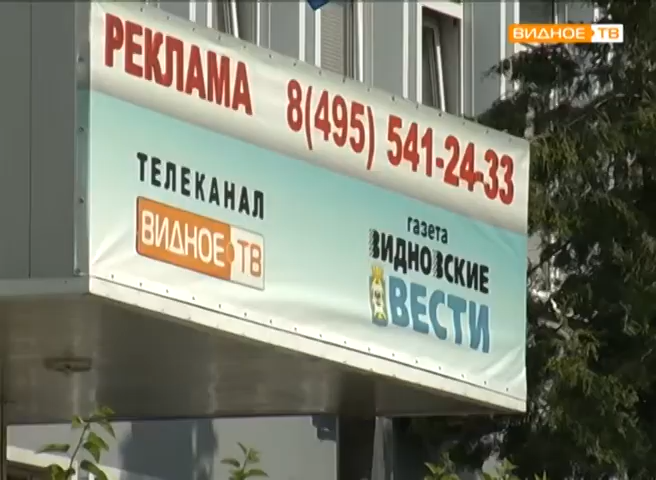 ВИДНОЕ ТВ
РЕКЛАМА 8(495) 541-24-33
ТЕЛЕКАНАЛ
ВИДНОЕ ТВ
газета
ВИДНОВСКИЕ
ВЕСТИ